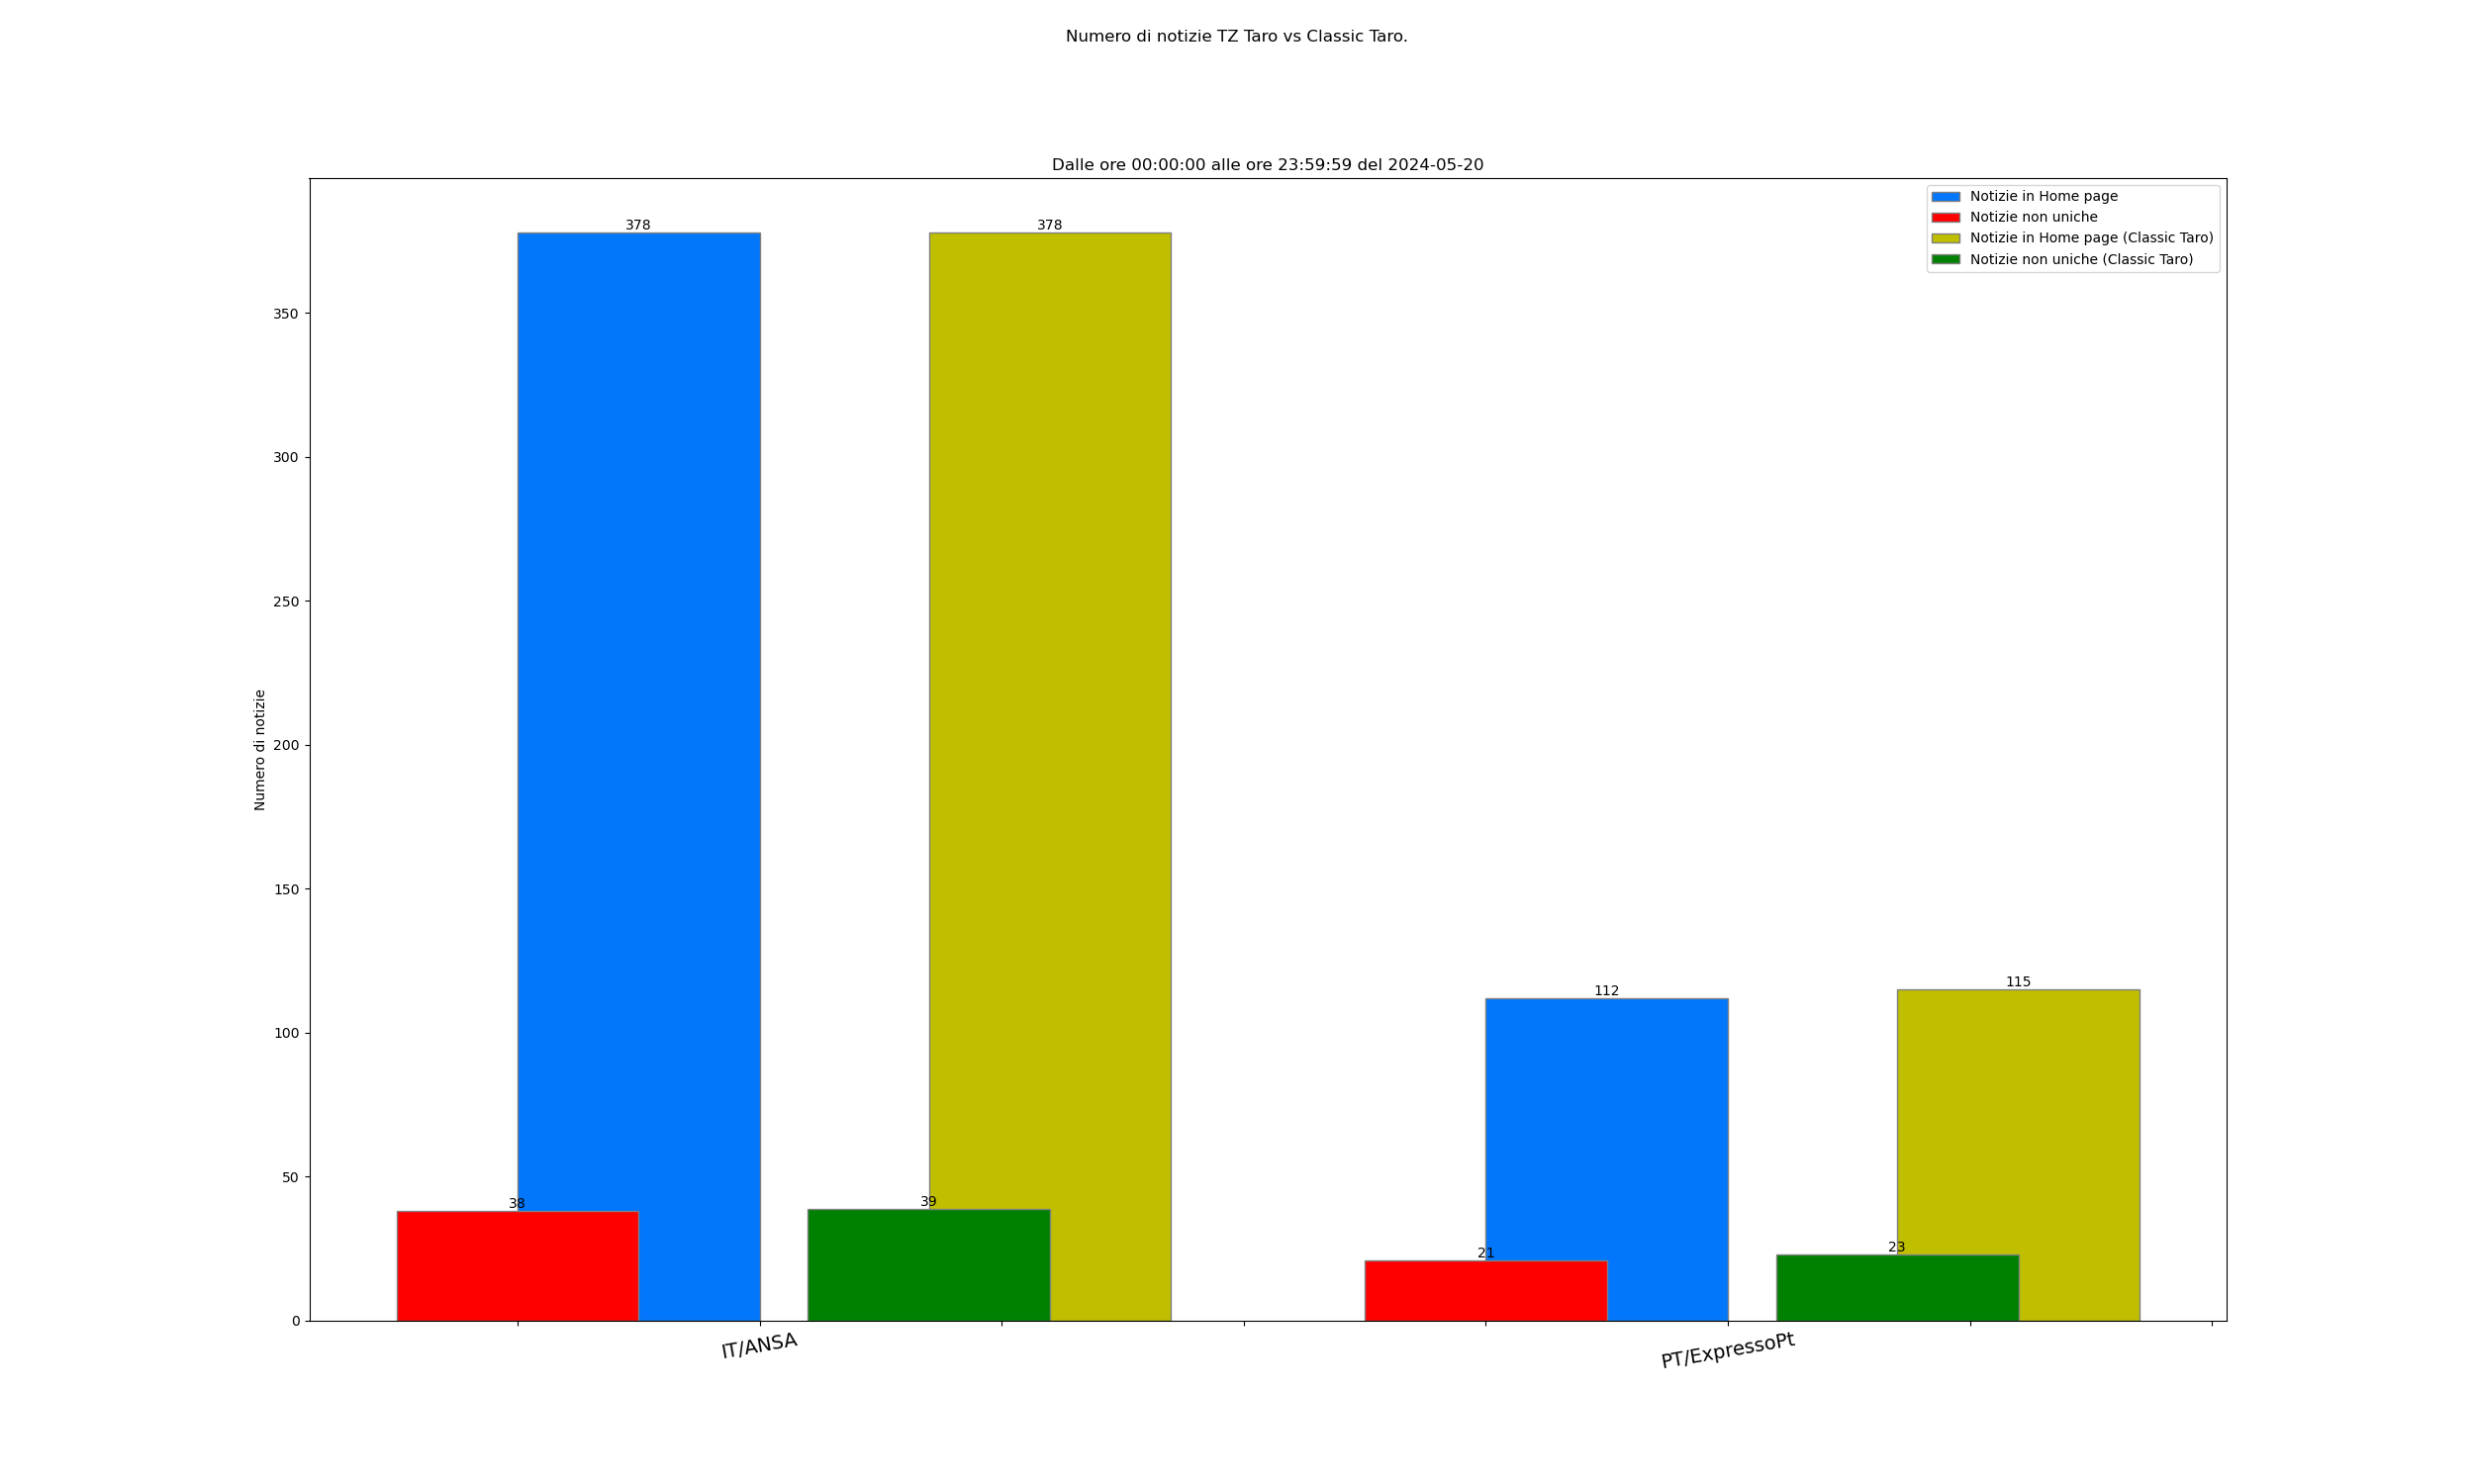 Numero di notizie TZ Taro vs Classic Taro.
Dalle ore 00:00:00 alle ore 23:59:59 del 2024-05-20
Notizie in Home page
Notizie non uniche
Notizie in Home page (Classic Taro)
Notizie non uniche (Classic Taro)
378
378
350
300
250
200
150
100
50
0
Numero di notizie
112
115
38
39
21
23
IT/ANSA
PT/ExpressoPt